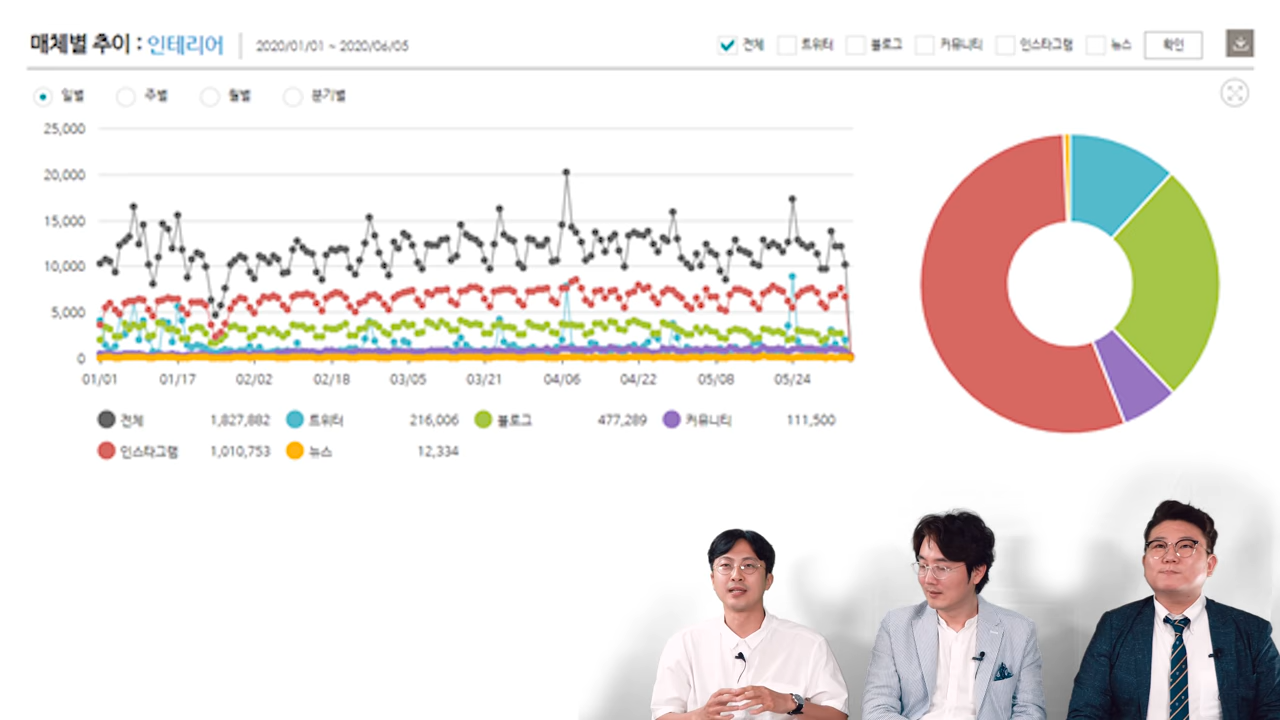 매체별 추이 : 인테리어 2020/01/01 ~ 2020/06/05 전체 트위터 블로그 커뮤니티 인스타그램 뉴스 확인
일별 주별 월별 분기별
25,000
20,000
15,000
10,000
5,000
0
01/01 01/17 02/02 02/18 03/05 03/21 04/06 04/22 05/08 05/24
전체 1,827,882 트위터 216,006 블로그 477,289 커뮤니티 111,500
인스타그램 1,010,753 뉴스 12,334